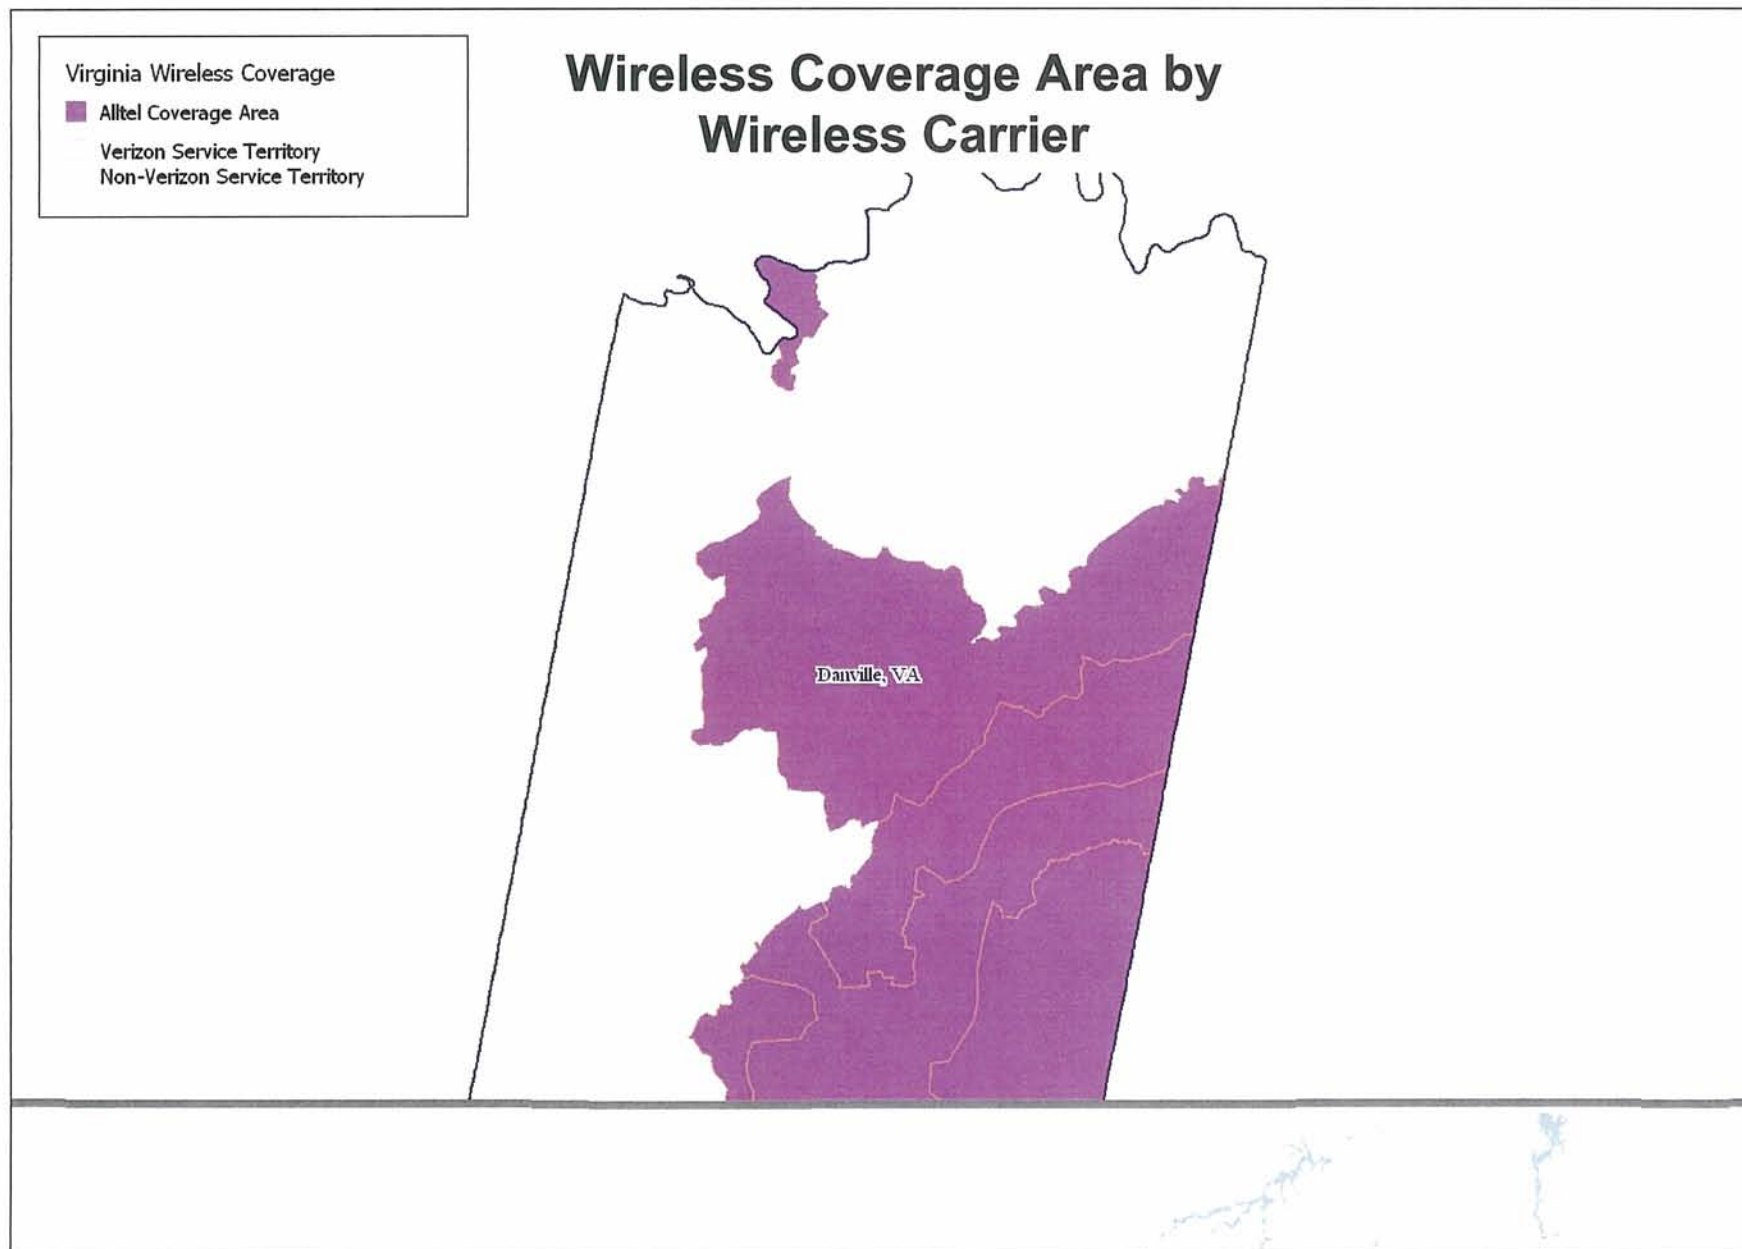 Virginia Wireless Coverage
Alltel Coverage Area
Verizon Service Territory
Non-Verizon Service Territory
Wireless Coverage Area by
Wireless Carrier
Danville, VA